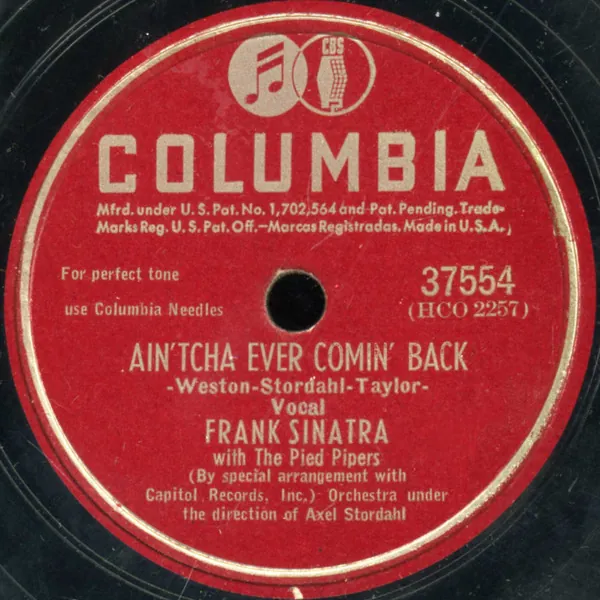 CBS
COLUMBIA
Mfrd. under U. S. Pat. No. 1,702,564 and Pat. Pending. Trade-
Marks Reg. U. S. Pat. Off.—Marcas Registradas. Made in U. S. A.
For perfect tone
use Columbia Needles
37554
(HCO 2257)
AIN'TCHA EVER COMIN' BACK
-Weston-Stordahl-Taylor-
Vocal
FRANK SINATRA
with The Pied Pipers
(By special arrangement with
Capitol Records, Inc.) Orchestra under
the direction of Axel Stordahl